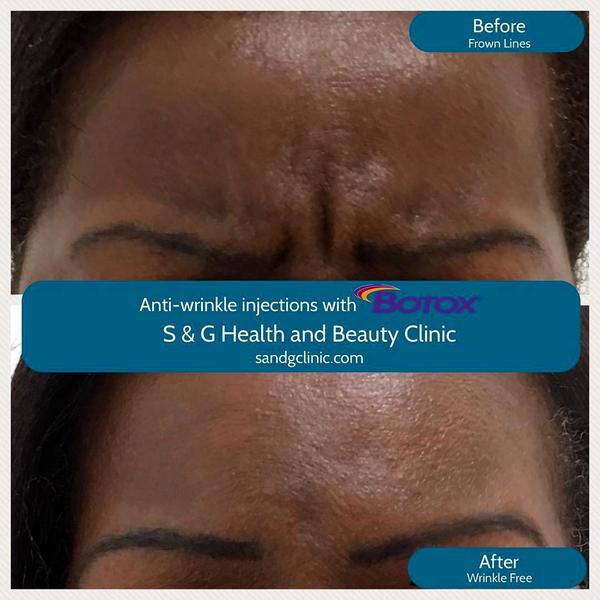 Before
Frown Lines
Anti-wrinkle injections with BOTOX
S & G Health and Beauty Clinic
sandgclinic.com
After
Wrinkle Free